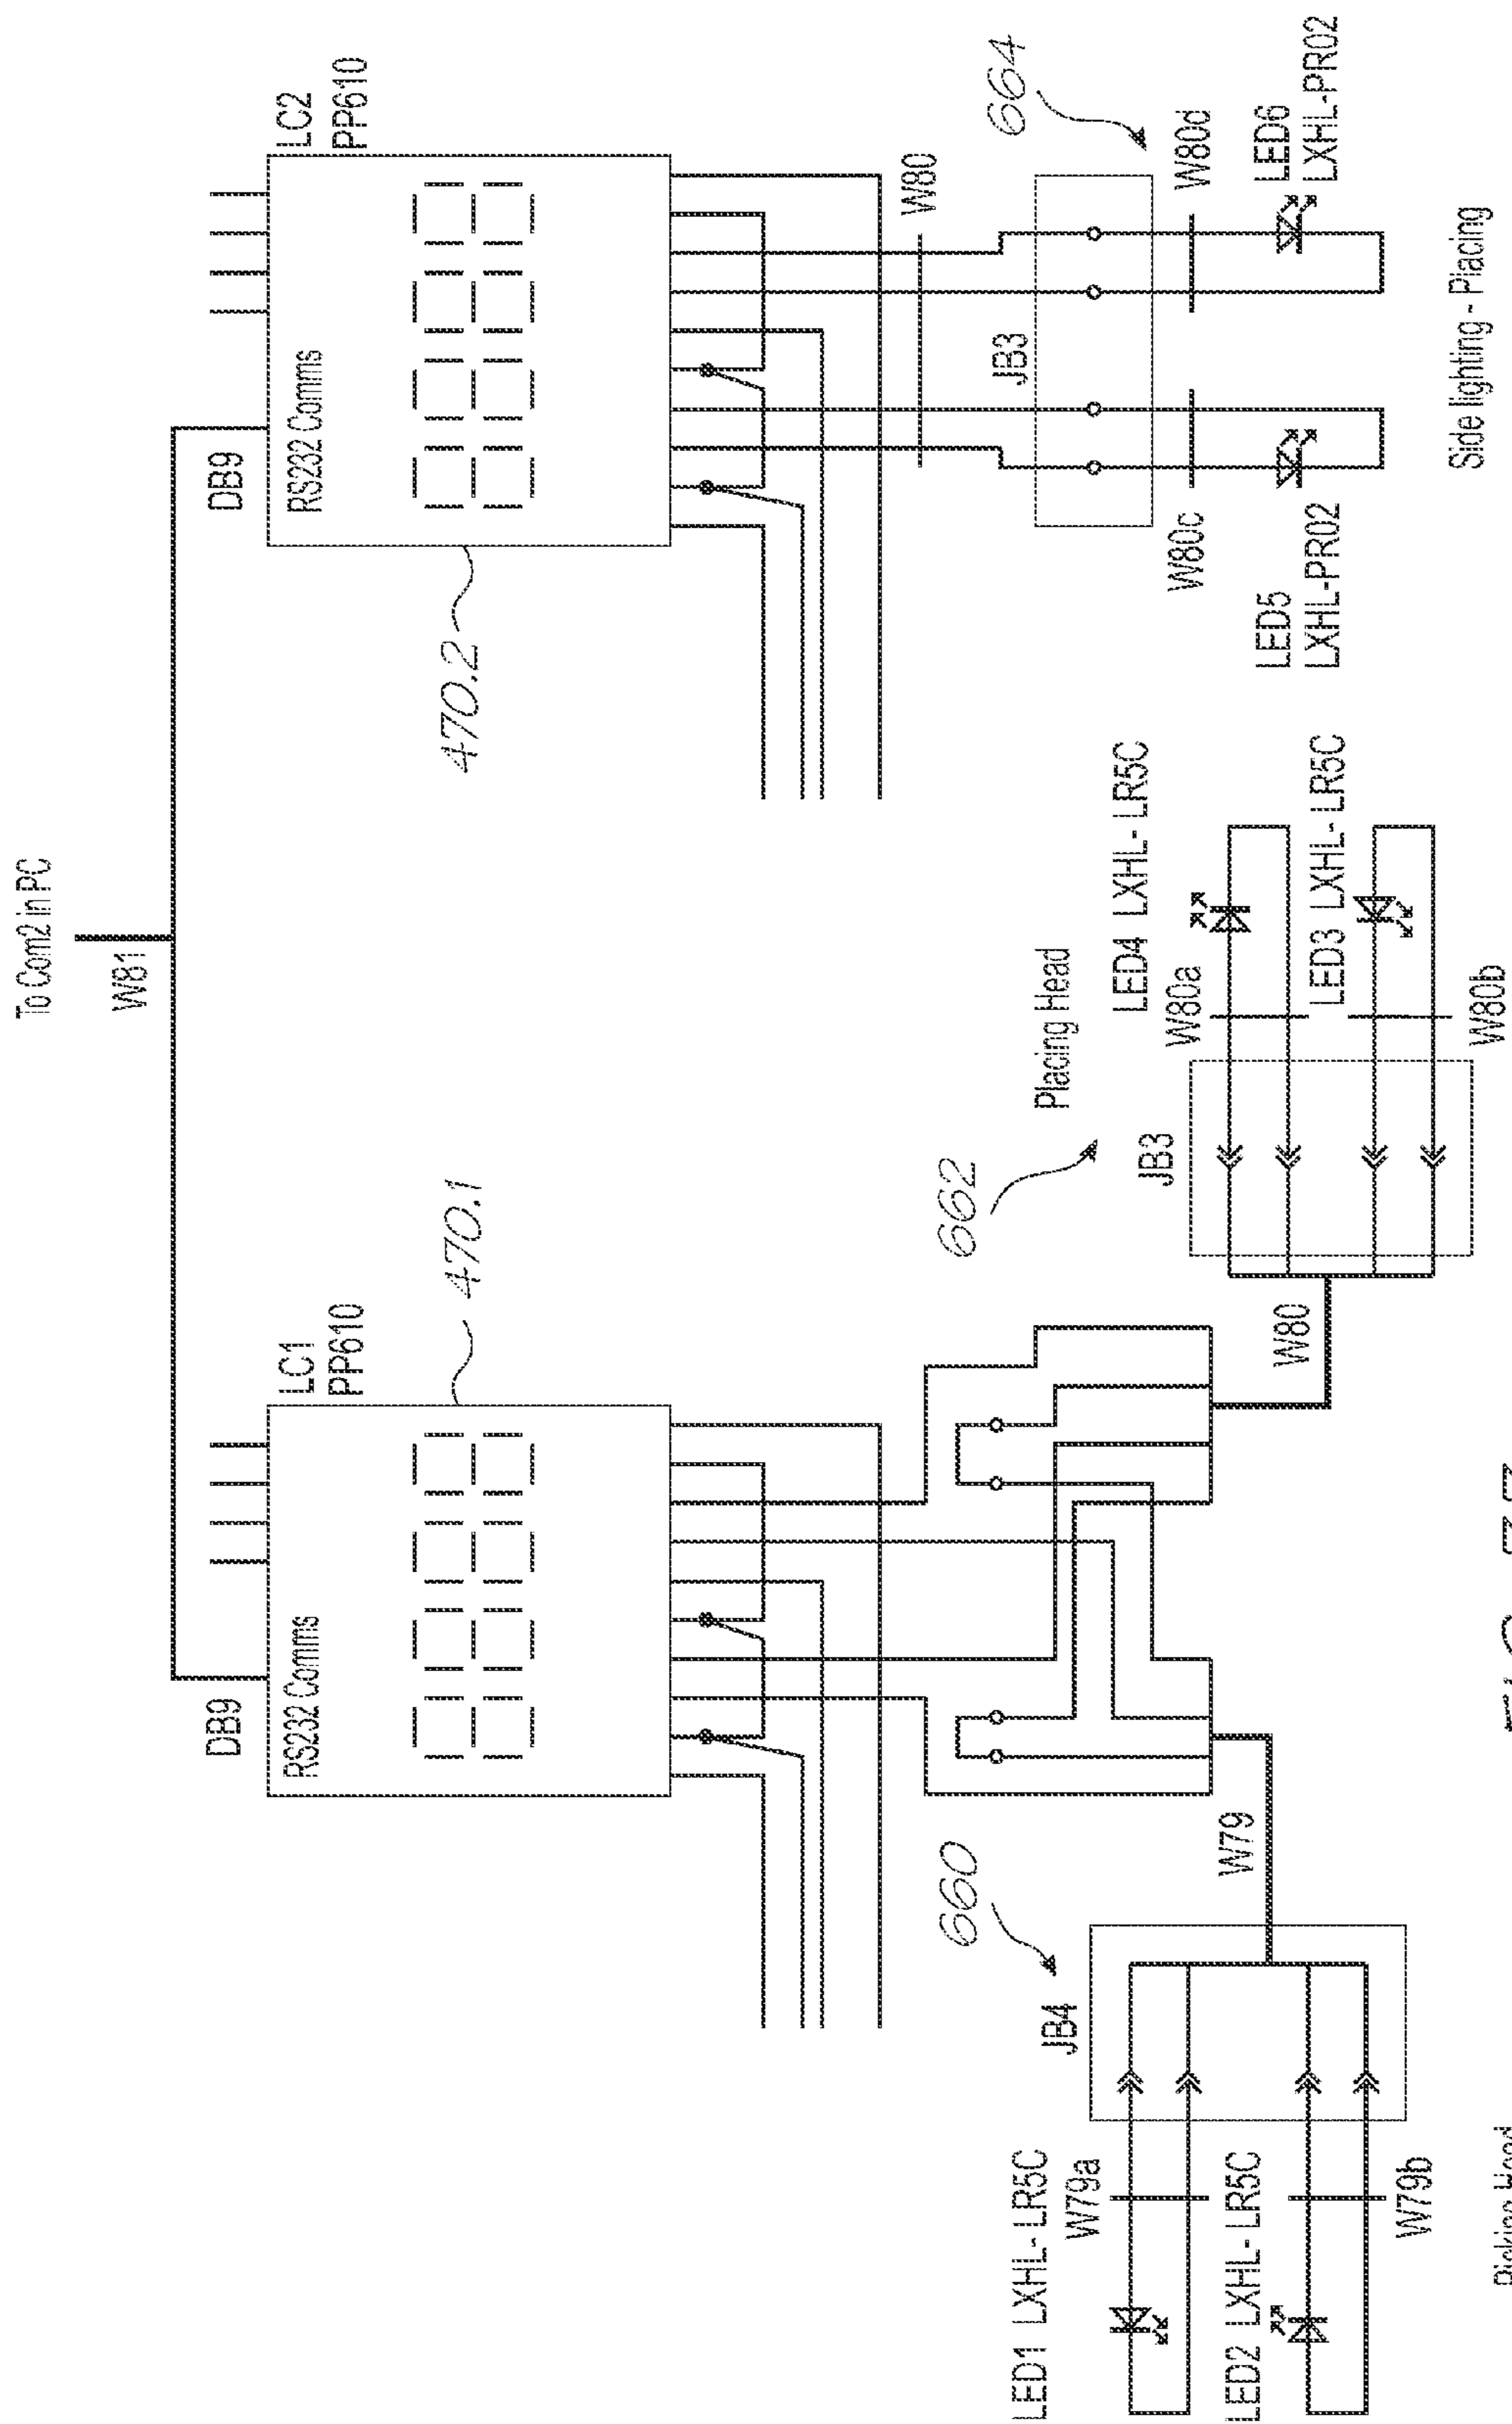 To Com2 in PC
W81
DB9
RS232 Comms
LC1
PP610
470.1
DB9
RS232 Comms
LC2
PP610
470.2
W80
664
JB3
W80c
W80d
LED5
LXHL-PR02
LED6
LXHL-PR02
Side lighting - Placing
Placing Head
662
JB3
W80
W80a
LED4 LXHL- LR5C
LED3 LXHL- LR5C
W80b
660
JB4
W79
LED1 LXHL- LR5C
W79a
LED2 LXHL- LR5C
W79b
Picking Head